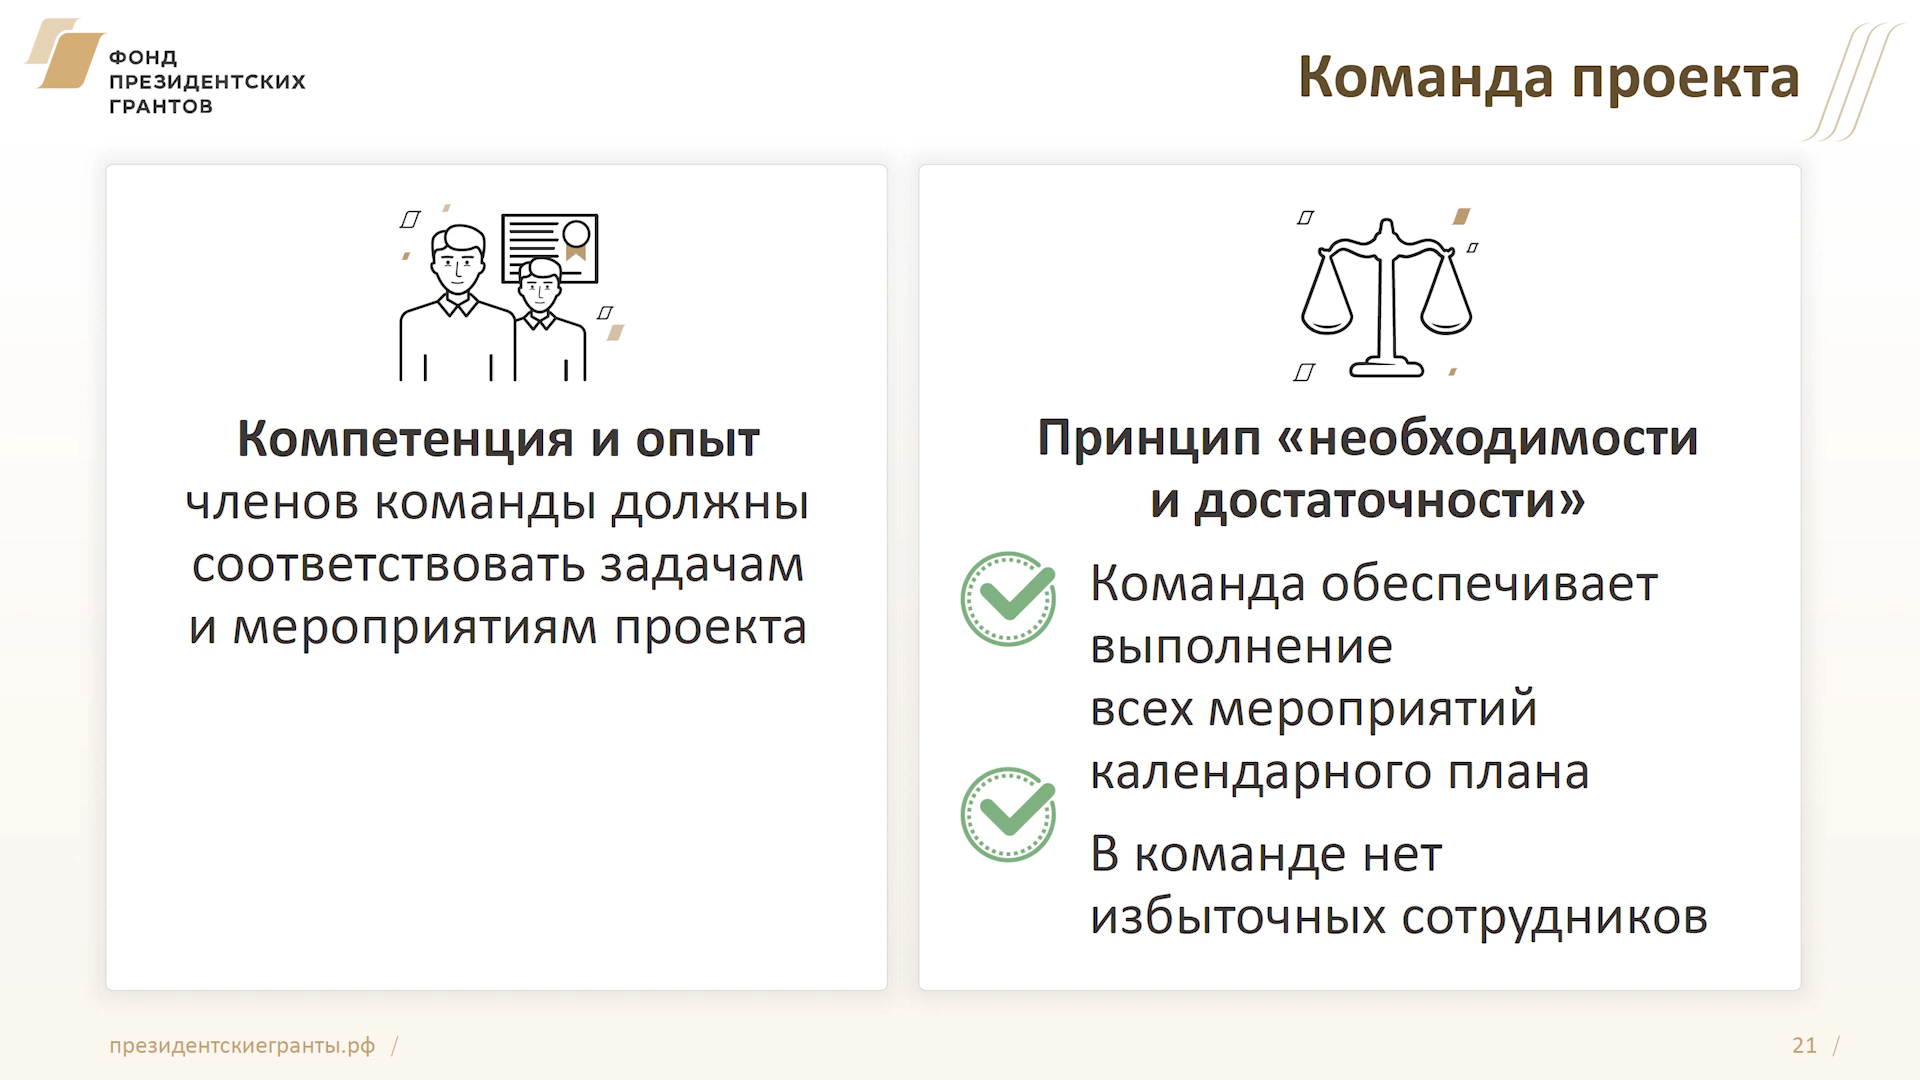 ФОНД
ПРЕЗИДЕНТСКИХ
ГРАНТОВ
Команда проекта
Компетенция и опыт
членов команды должны
соответствовать задачам
и мероприятиям проекта
Принцип «необходимости
и достаточности»
Команда обеспечивает
выполнение
всех мероприятий
календарного плана
В команде нет
избыточных сотрудников
президентскиегранты.рф /
21 /